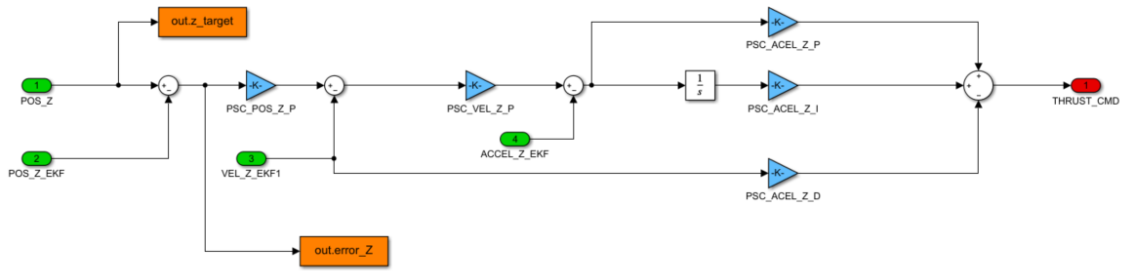 out.z_target
-K-
PSC_ACEL_Z_P
1
POS_Z
+
-
-K-
PSC_POS_Z_P
+
-
-K-
PSC_VEL_Z_P
+
-
1
s
-K-
PSC_ACEL_Z_I
+
+
-
1
THRUST_CMD
4
ACCEL_Z_EKF
2
POS_Z_EKF
3
VEL_Z_EKF1
-K-
PSC_ACEL_Z_D
out.error_Z